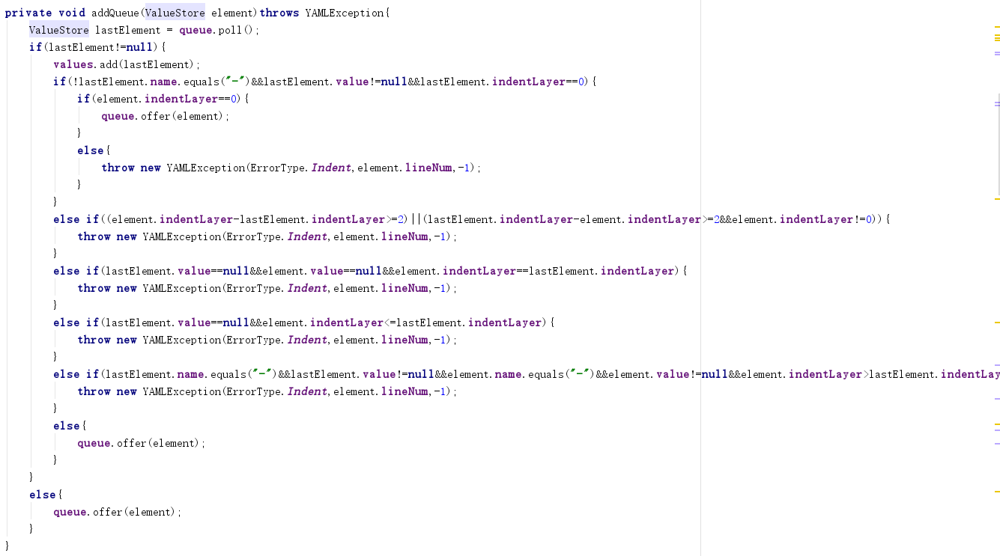 private void addQueue(ValueStore element)throws YAMLException{
    ValueStore lastElement = queue.poll();
    if(lastElement!=null){
        values.add(lastElement);
        if(!lastElement.name.equals("-")&&lastElement.value!=null&&lastElement.indentLayer==0){
            if(element.indentLayer==0){
                queue.offer(element);
            }
            else{
                throw new YAMLException(ErrorType.Indent,element.lineNum,-1);
            }
        }
        else if((element.indentLayer-lastElement.indentLayer>=2)||(lastElement.indentLayer-element.indentLayer>=2&&element.indentLayer!=0)){
            throw new YAMLException(ErrorType.Indent,element.lineNum,-1);
        }
        else if(lastElement.value==null&&element.value==null&&element.indentLayer==lastElement.indentLayer){
            throw new YAMLException(ErrorType.Indent,element.lineNum,-1);
        }
        else if(lastElement.value==null&&element.indentLayer<=lastElement.indentLayer){
            throw new YAMLException(ErrorType.Indent,element.lineNum,-1);
        }
        else if(lastElement.name.equals("-")&&lastElement.value!=null&&element.name.equals("-")&&element.value!=null&&element.indentLayer>lastElement.indentLay
            throw new YAMLException(ErrorType.Indent,element.lineNum,-1);
        }
        else{
            queue.offer(element);
        }
    }
    else{
        queue.offer(element);
    }
}